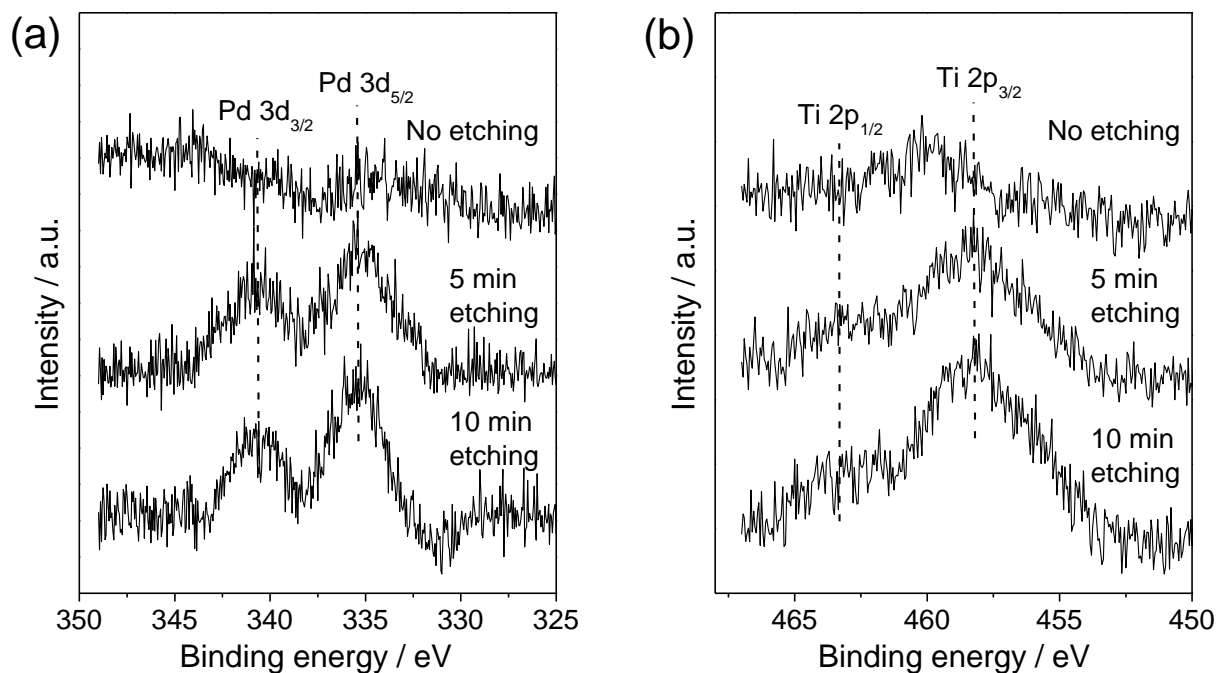 (a)
Pd 3d5/2
Pd 3d3/2
No etching
5 min
etching
10 min
etching
Intensity / a.u.
350 345 340 335 330 325
Binding energy / eV
(b)
Ti 2p3/2
Ti 2p1/2
No etching
5 min
etching
10 min
etching
Intensity / a.u.
465 460 455 450
Binding energy / eV